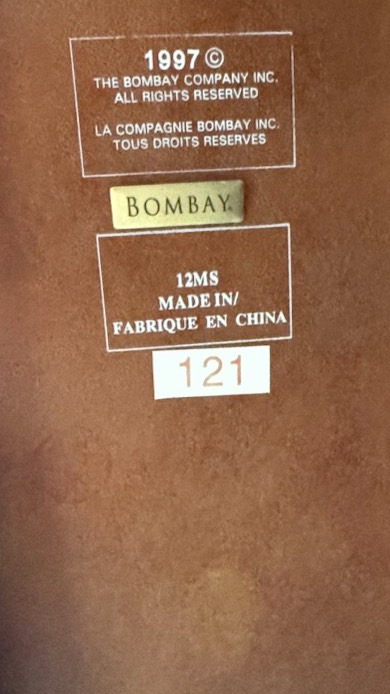 1997 ©
THE BOMBAY COMPANY INC.
ALL RIGHTS RESERVED
LA COMPAGNIE BOMBAY INC.
TOUS DROITS RESERVES
BOMBAY
12MS
MADE IN/
FABRIQUE EN CHINA
121